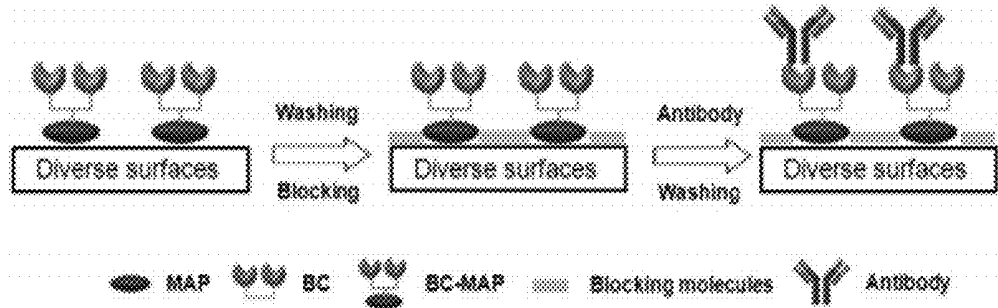 Washing
Blocking
Antibody
Washing
Diverse surfaces
Diverse surfaces
Diverse surfaces
MAP
BC
BC-MAP
Blocking molecules
Antibody